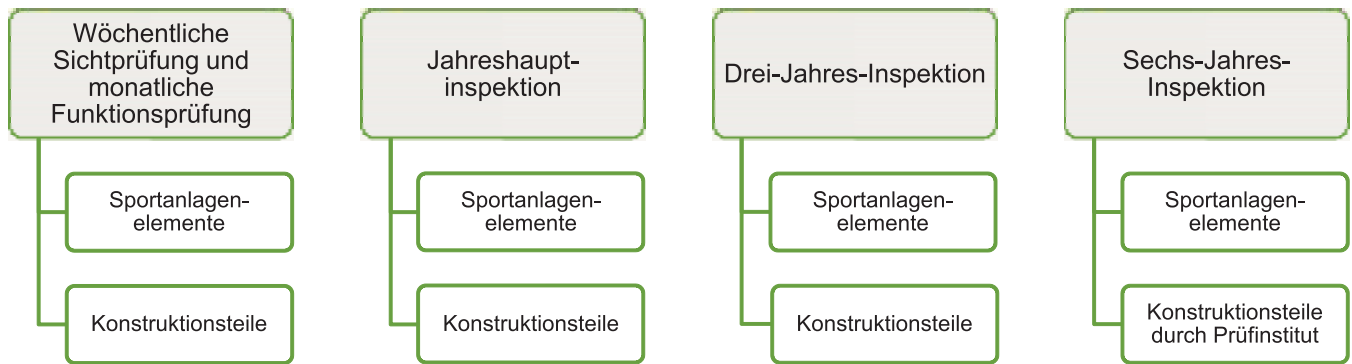 Wöchentliche
Sichtprüfung und
monatliche
Funktionsprüfung
Sportanlagen-
elemente
Konstruktionsteile
Jahreshaupt-
inspektion
Sportanlagen-
elemente
Konstruktionsteile
Drei-Jahres-Inspektion
Sportanlagen-
elemente
Konstruktionsteile
Sechs-Jahres-
Inspektion
Sportanlagen-
elemente
Konstruktionsteile
durch Prüfinstitut